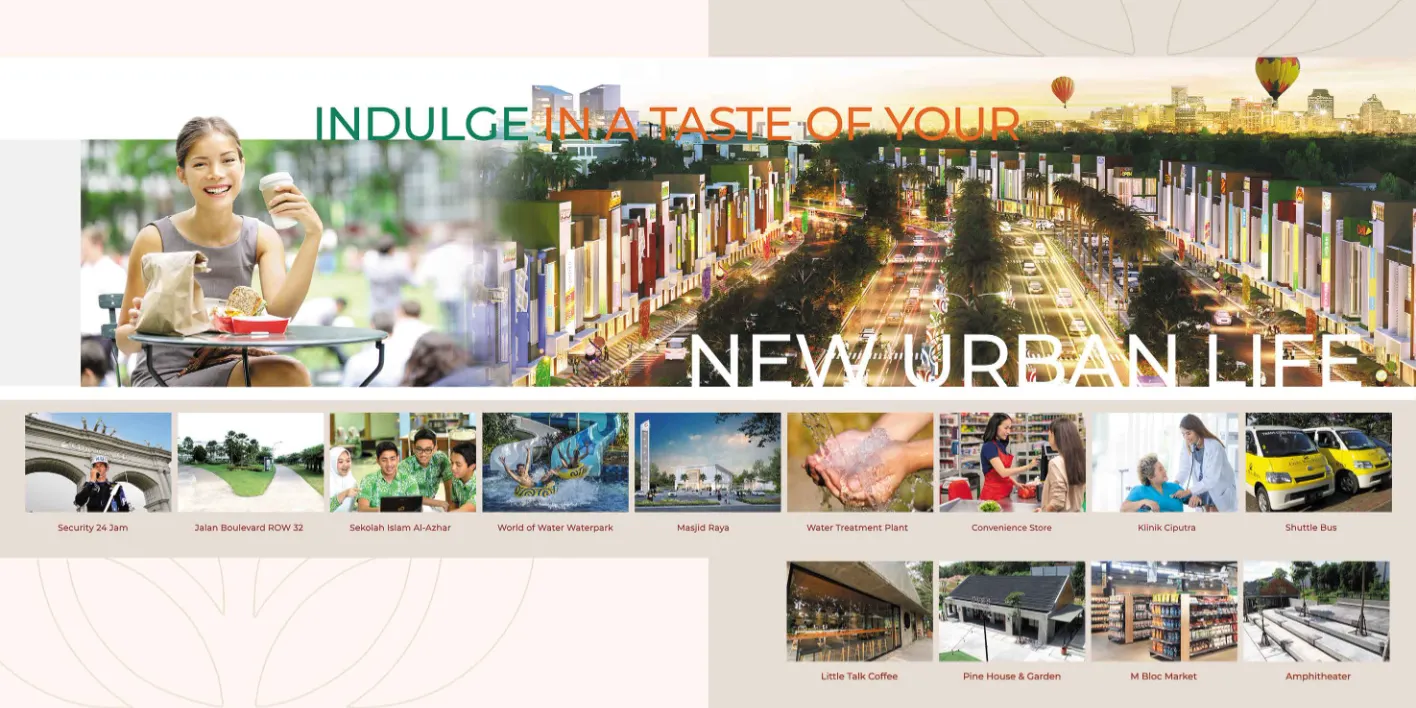 INDULGE IN A TASTE OF YOUR
NEW URBAN LIFE
Security 24 Jam
Jalan Boulevard ROW 32
Sekolah Islam Al-Azhar
World of Water Waterpark
Masjid Raya
Water Treatment Plant
Convenience Store
Klinik Ciputra
Shuttle Bus
Little Talk Coffee
Pine House & Garden
M Bloc Market
Amphitheater